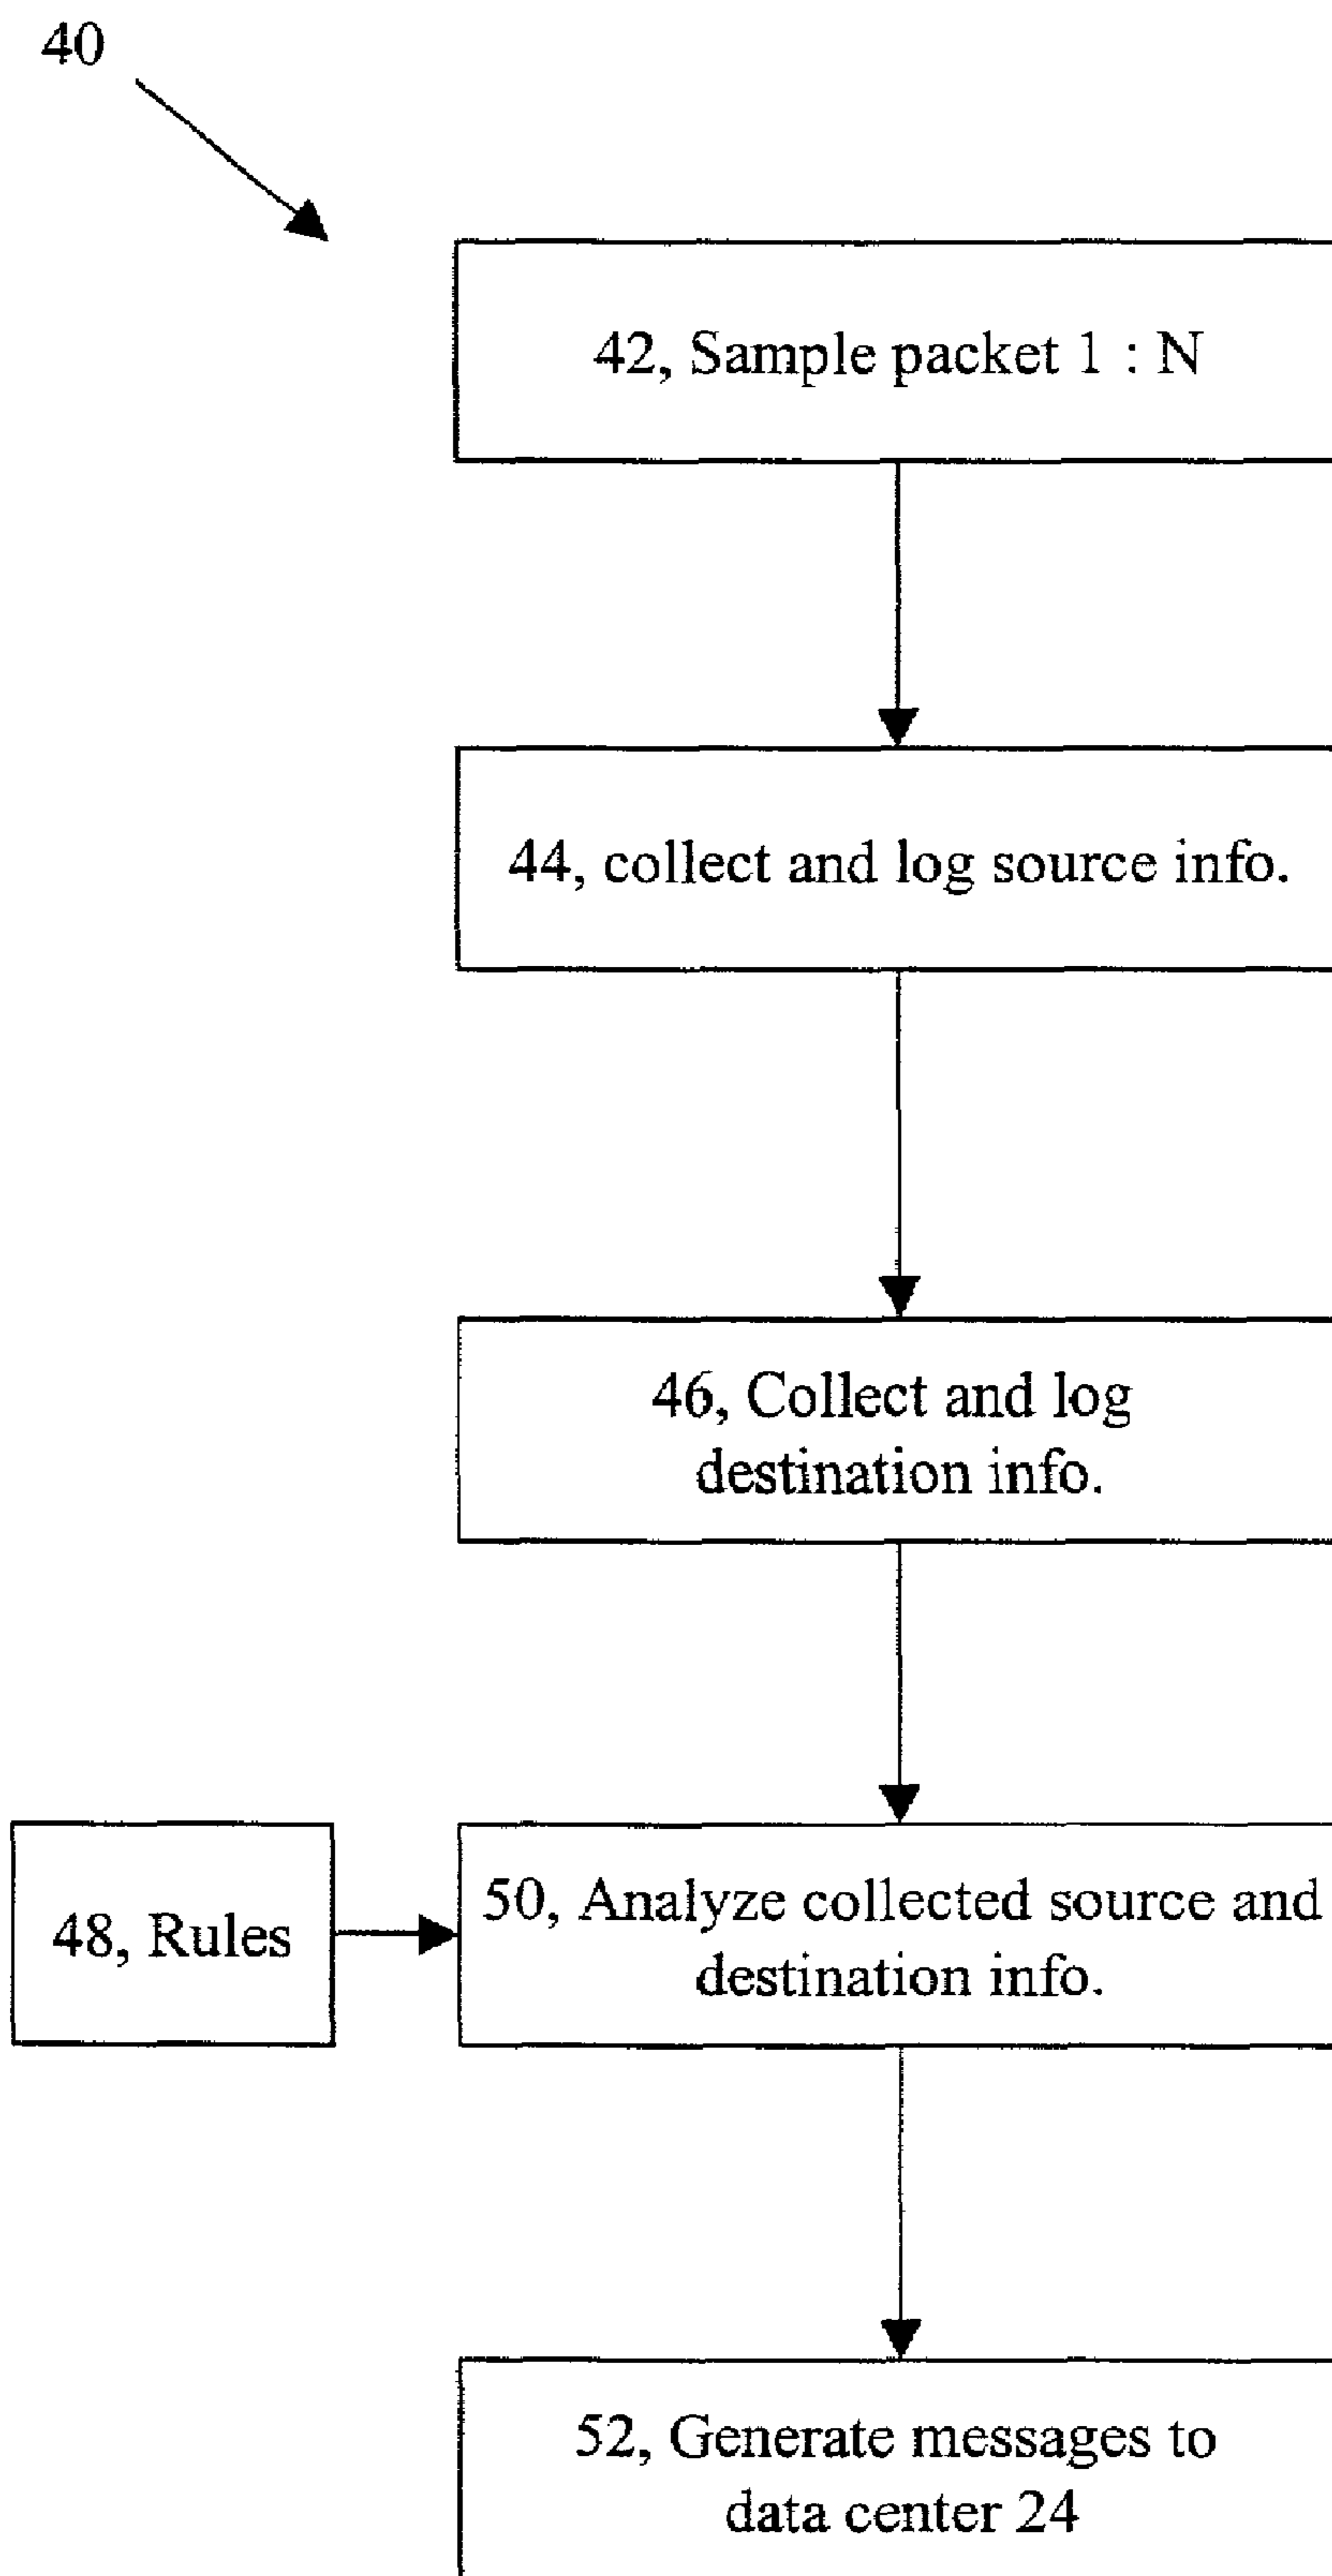 40
42, Sample packet 1 : N
44, collect and log source info.
46, Collect and log
destination info.
48, Rules
50, Analyze collected source and
destination info.
52, Generate messages to
data center 24